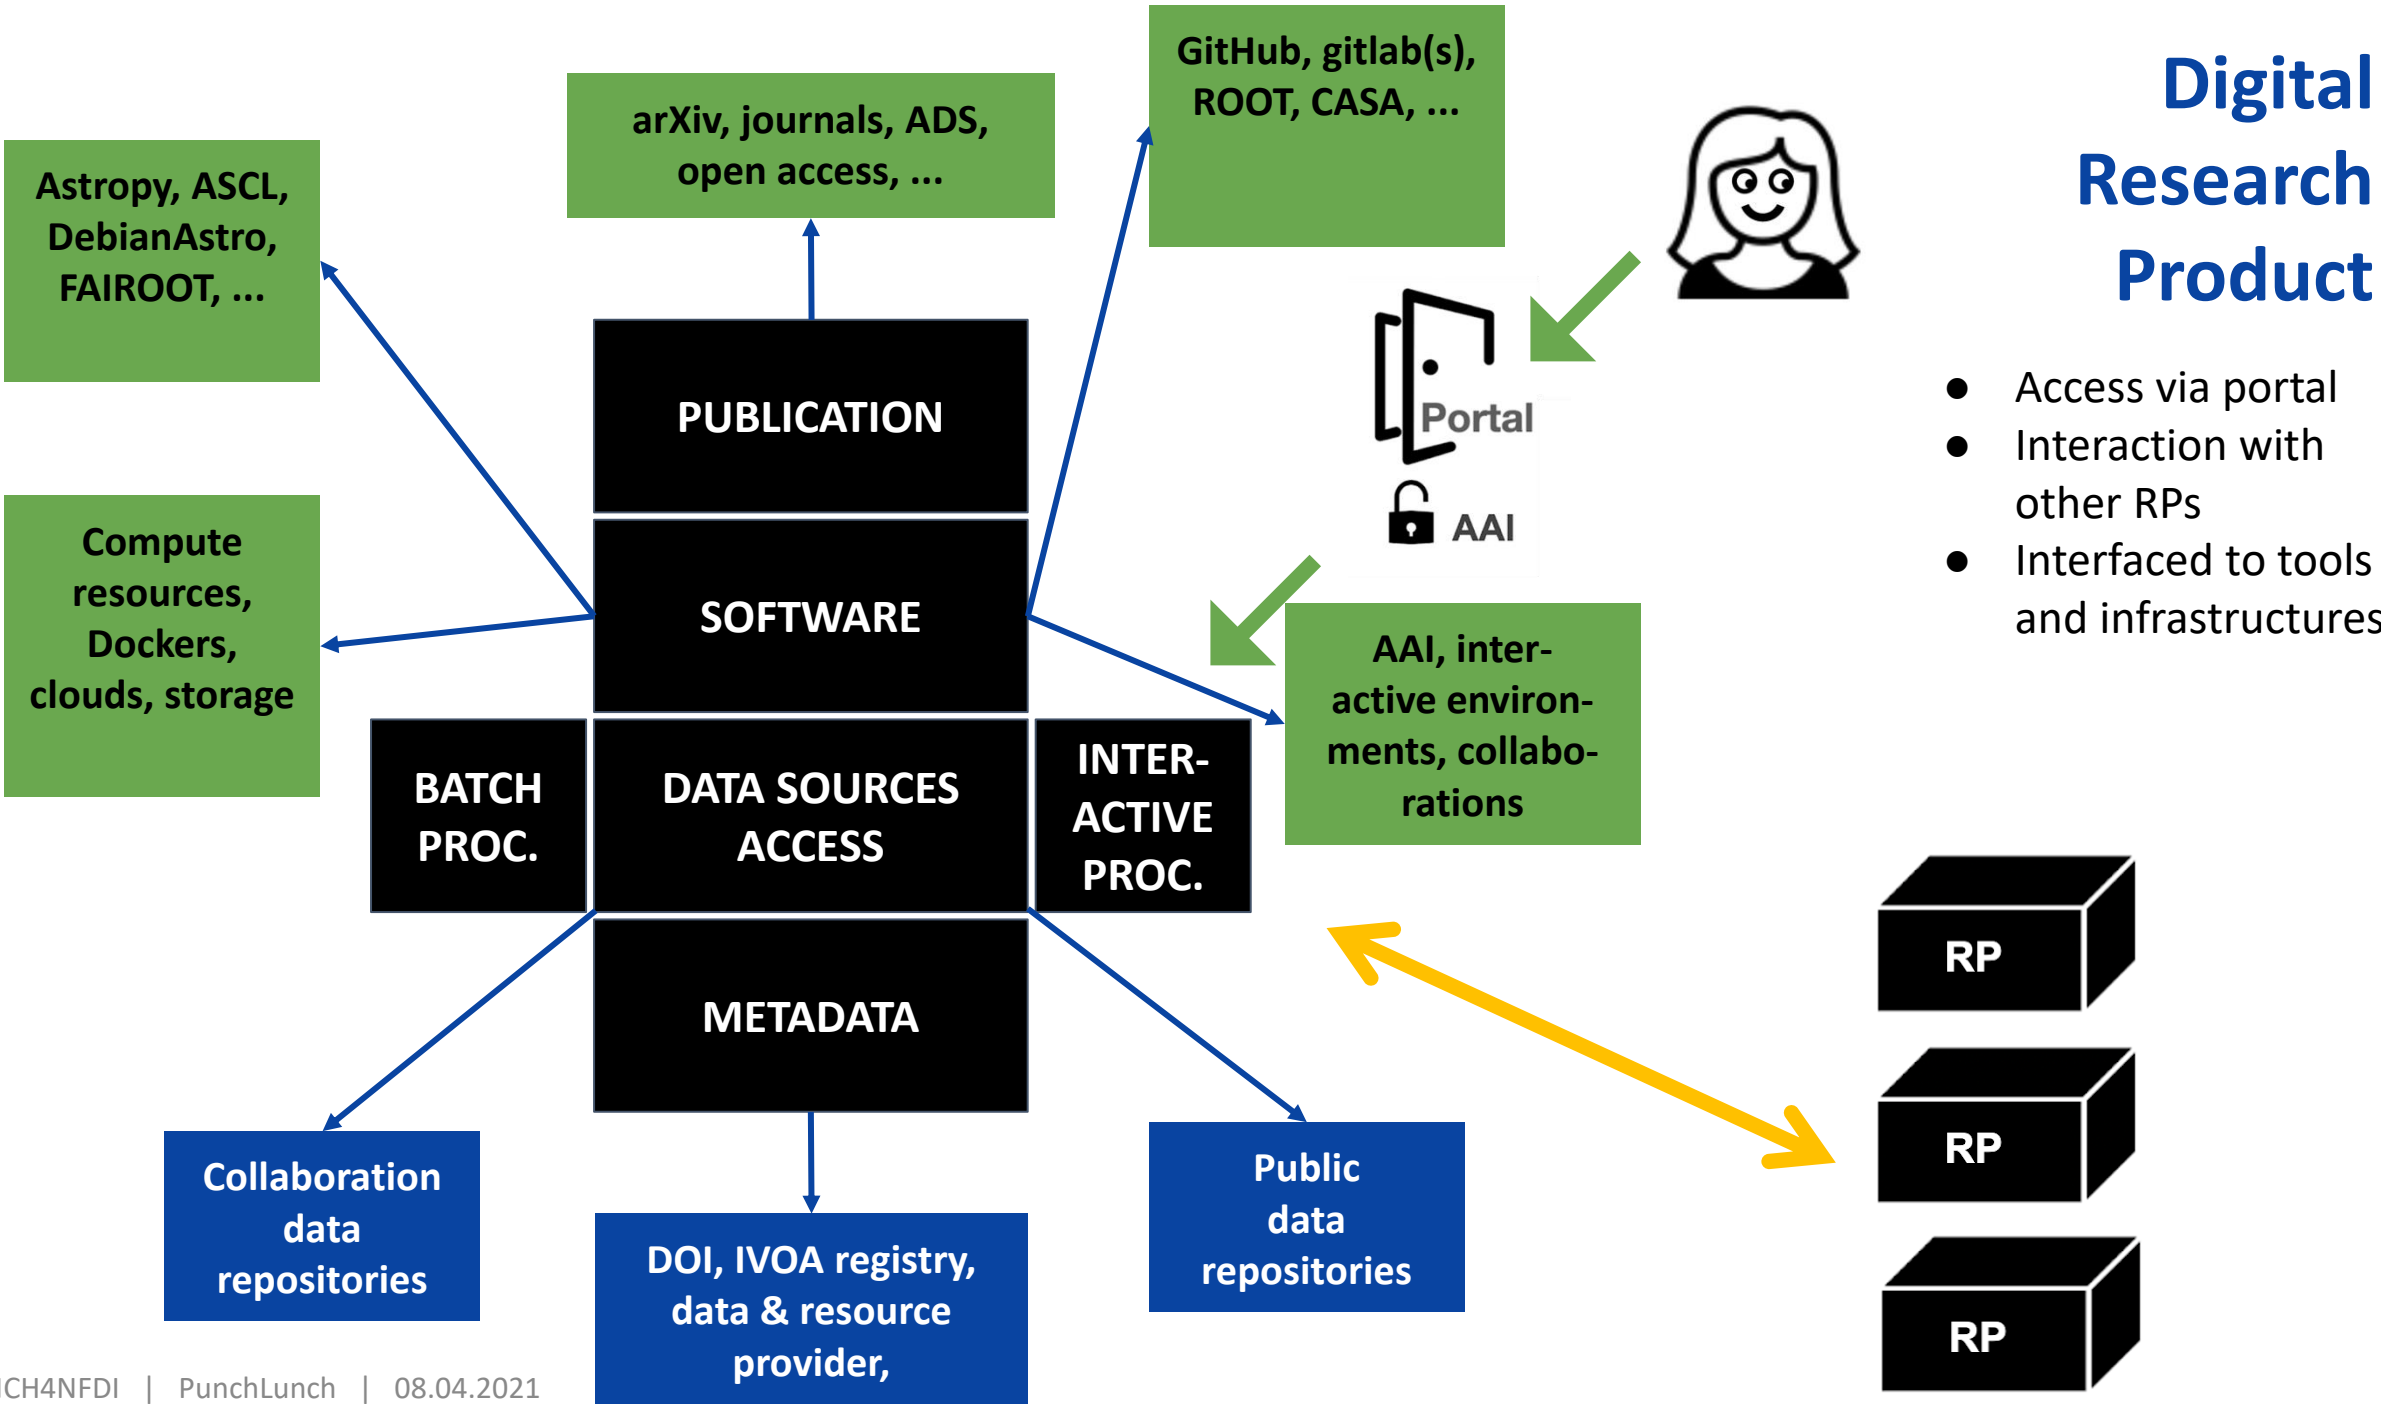 Digital
Research
Product
● Access via portal
● Interaction with
other RPs
● Interfaced to tools
and infrastructures
GitHub, gitlab(s),
ROOT, CASA, ...
arXiv, journals, ADS,
open access, ...
Astropy, ASCL,
DebianAstro,
FAIROOT, ...
Compute
resources,
Dockers,
clouds, storage
PUBLICATION
SOFTWARE
BATCH
PROC.
DATA SOURCES
ACCESS
INTER-
ACTIVE
PROC.
METADATA
Portal
AAI
AAI, inter-
active environ-
ments, collabo-
rations
Collaboration
data
repositories
DOI, IVOA registry,
data & resource
provider,
Public
data
repositories
RP
RP
RP
CH4NFDI | PunchLunch | 08.04.2021